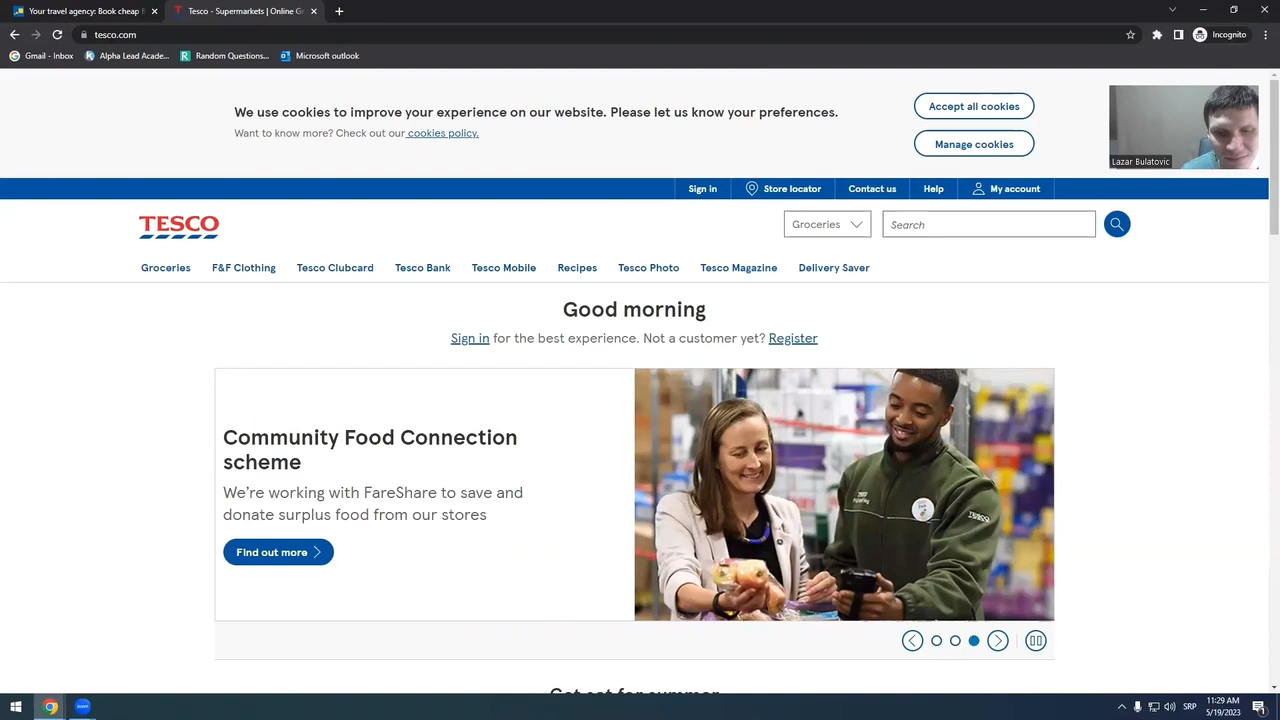 Your travel agency: Book cheap
Tesco - Supermarkets | Online Gr
tesco.com
Incognito
Gmail - Inbox
Alpha Lead Acade...
Random Questions...
Microsoft outlook
We use cookies to improve your experience on our website. Please let us know your preferences.
Want to know more? Check out our cookies policy.
Accept all cookies
Manage cookies
Lazar Bulatovic
Sign in
Store locator
Contact us
Help
My account
TESCO
Groceries
Search
Groceries
F&F Clothing
Tesco Clubcard
Tesco Bank
Tesco Mobile
Recipes
Tesco Photo
Tesco Magazine
Delivery Saver
Good morning
Sign in for the best experience. Not a customer yet? Register
Community Food Connection
scheme
We’re working with FareShare to save and
donate surplus food from our stores
Find out more
TESCO
zoom
SRP
11:29 AM
5/19/2023
1